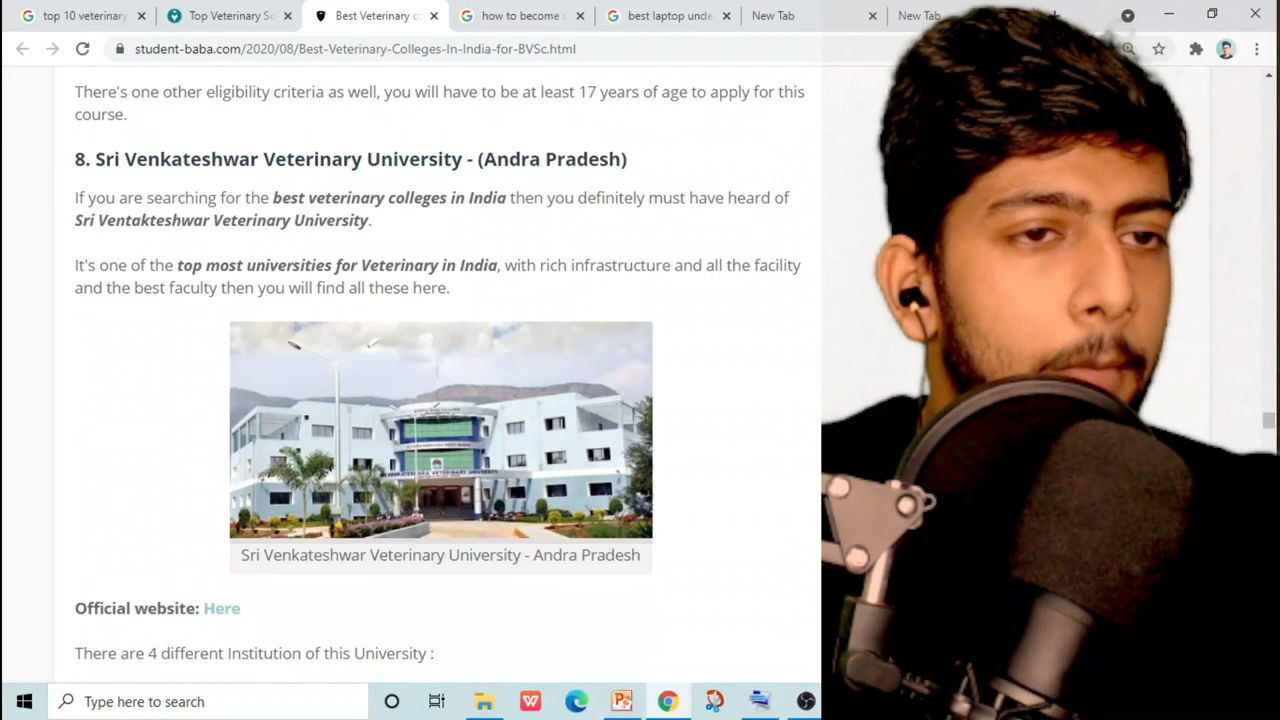 top 10 veterinary
Top Veterinary Sc
Best Veterinary c
how to become
best laptop unde
New Tab
New Tab
student-baba.com/2020/08/Best-Veterinary-Colleges-In-India-for-BVSc.html
There's one other eligibility criteria as well, you will have to be at least 17 years of age to apply for this
course.
8. Sri Venkateshwar Veterinary University - (Andra Pradesh)
If you are searching for the best veterinary colleges in India then you definitely must have heard of
Sri Ventakteshwar Veterinary University.
It's one of the top most universities for Veterinary in India, with rich infrastructure and all the facility
and the best faculty then you will find all these here.
Sri Venkateshwar Veterinary University - Andra Pradesh
Official website: Here
There are 4 different Institution of this University :
Type here to search